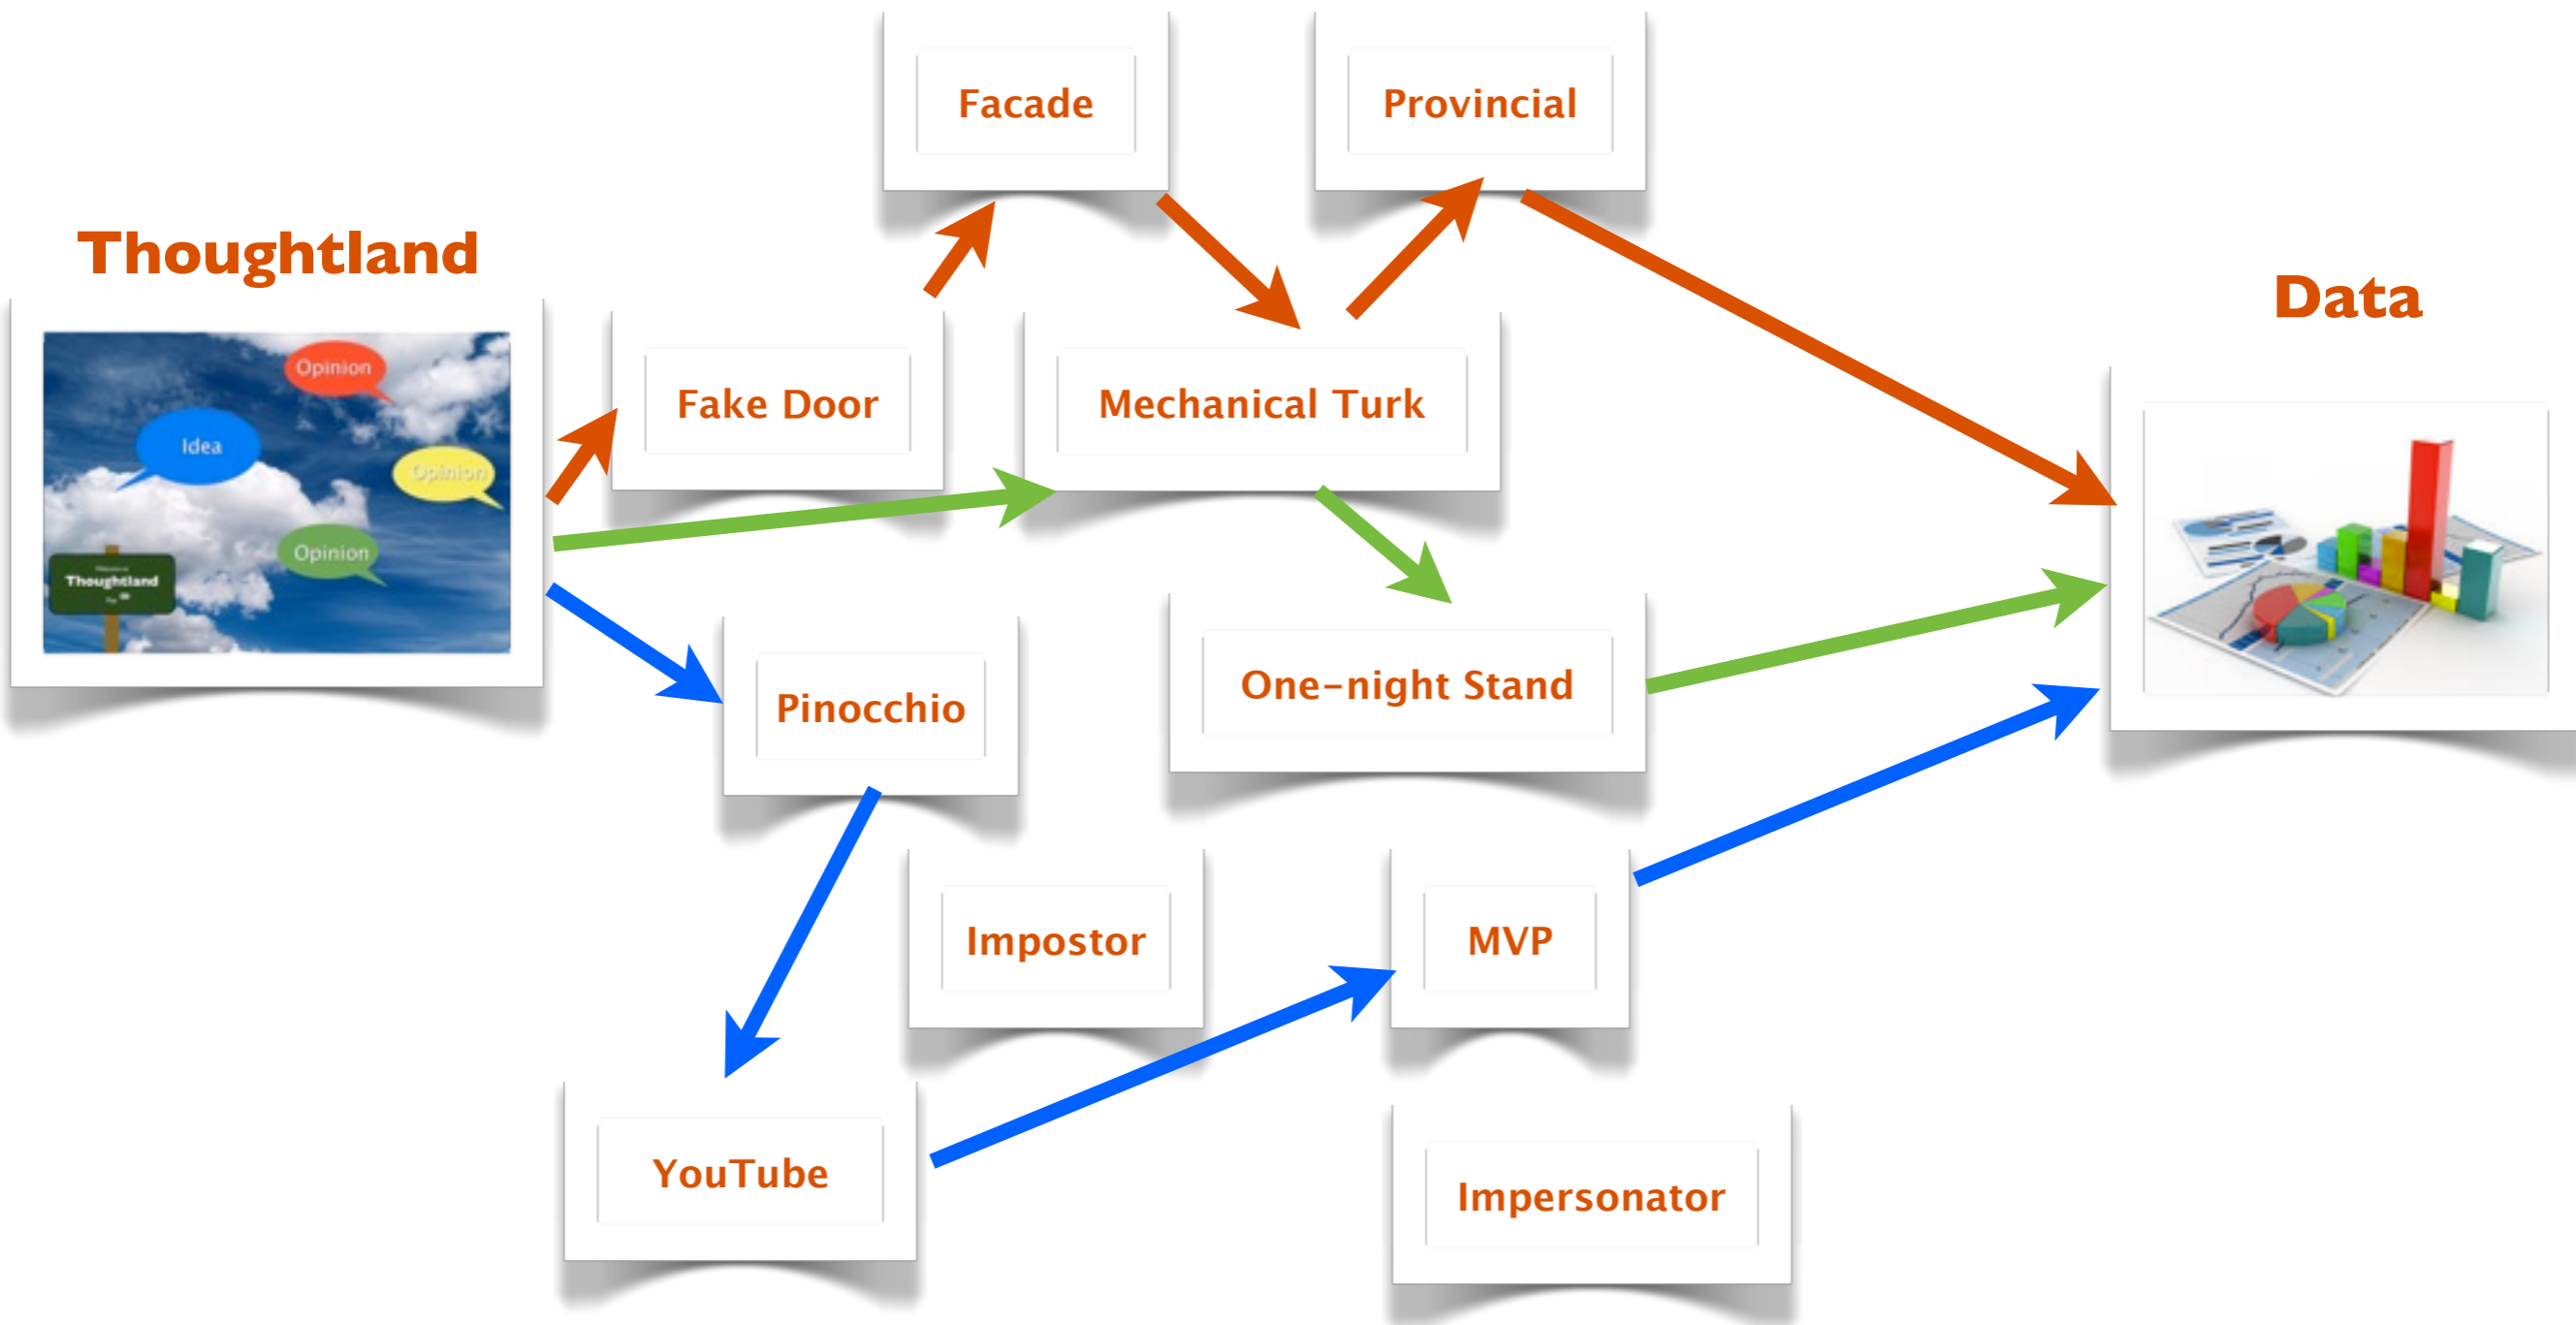 Facade
Provincial
Thoughtland
Data
Opinion
Idea
Opinion
Opinion
Thoughtland
Fake Door
Mechanical Turk
Pinocchio
One-night Stand
Impostor
MVP
YouTube
Impersonator